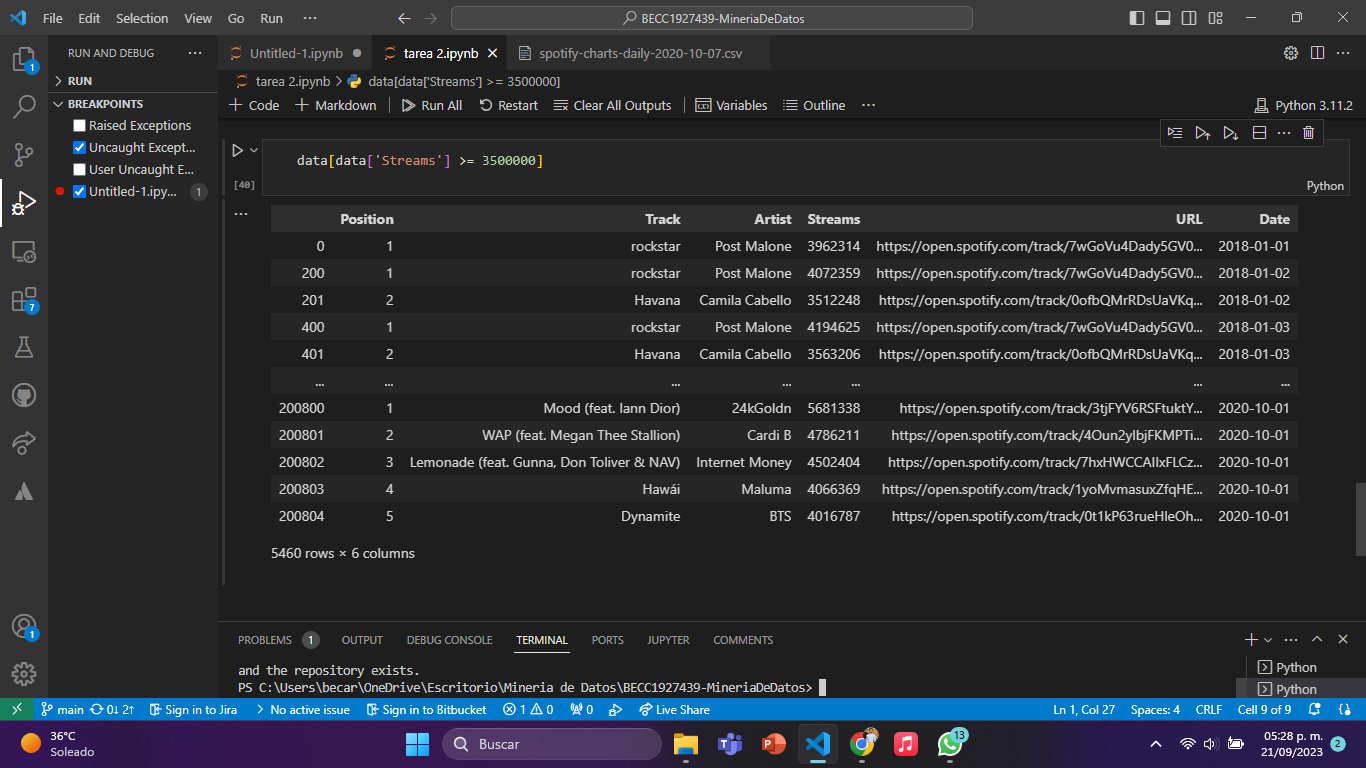 File Edit Selection View Go Run ··· BECC1927439-MineriaDeDatos
RUN AND DEBUG ···
Untitled-1.ipynb tarea 2.ipynb spotify-charts-daily-2020-10-07.csv ···
RUN
tarea 2.ipynb > data[data['Streams'] >= 3500000]
BREAKPOINTS
Code Markdown Run All Restart Clear All Outputs Variables Outline ··· Python 3.11.2
Raised Exceptions
Uncaught Except...
User Uncaught E...
Untitled-1.ipy... 1
1
7
1
data[data['Streams'] >= 3500000]
[40]
Python
Position Track Artist Streams URL Date
0 1 rockstar Post Malone 3962314 https://open.spotify.com/track/7wGoVu4Dady5GV0... 2018-01-01
200 1 rockstar Post Malone 4072359 https://open.spotify.com/track/7wGoVu4Dady5GV0... 2018-01-02
201 2 Havana Camila Cabello 3512248 https://open.spotify.com/track/0ofbQMrRDsUaVKq... 2018-01-02
400 1 rockstar Post Malone 4194625 https://open.spotify.com/track/7wGoVu4Dady5GV0... 2018-01-03
401 2 Havana Camila Cabello 3563206 https://open.spotify.com/track/0ofbQMrRDsUaVKq... 2018-01-03
... ... ... ... ... ... ...
200800 1 Mood (feat. Iann Dior) 24kGoldn 5681338 https://open.spotify.com/track/3tjFYV6RSFtuktY... 2020-10-01
200801 2 WAP (feat. Megan Thee Stallion) Cardi B 4786211 https://open.spotify.com/track/4Oun2ylbjFKMPTi... 2020-10-01
200802 3 Lemonade (feat. Gunna, Don Toliver & NAV) Internet Money 4502404 https://open.spotify.com/track/7hxHWCCAIIxFLCz... 2020-10-01
200803 4 Hawái Maluma 4066369 https://open.spotify.com/track/1yoMvmasuxZfqHE... 2020-10-01
200804 5 Dynamite BTS 4016787 https://open.spotify.com/track/0t1kP63rueHleOh... 2020-10-01
5460 rows × 6 columns
PROBLEMS 1 OUTPUT DEBUG CONSOLE TERMINAL PORTS JUPYTER COMMENTS
and the repository exists.
PS C:\Users\becar\OneDrive\Escritorio\Mineria de Datos\BECC1927439-MineriaDeDatos>
Python
Python
main 0↓ 2↑ Sign in to Jira No active issue Sign in to Bitbucket 1 0 0 Live Share Ln 1, Col 27 Spaces: 4 CRLF Cell 9 of 9
36°C
Soleado
Buscar
13
05:28 p. m.
21/09/2023
2